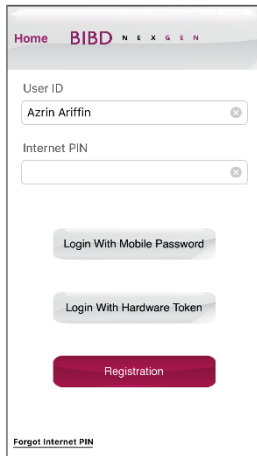 Home BIBD NEXGEN
User ID
Azrin Ariffin
Internet PIN
Login With Mobile Password
Login With Hardware Token
Registration
Forgot Internet PIN